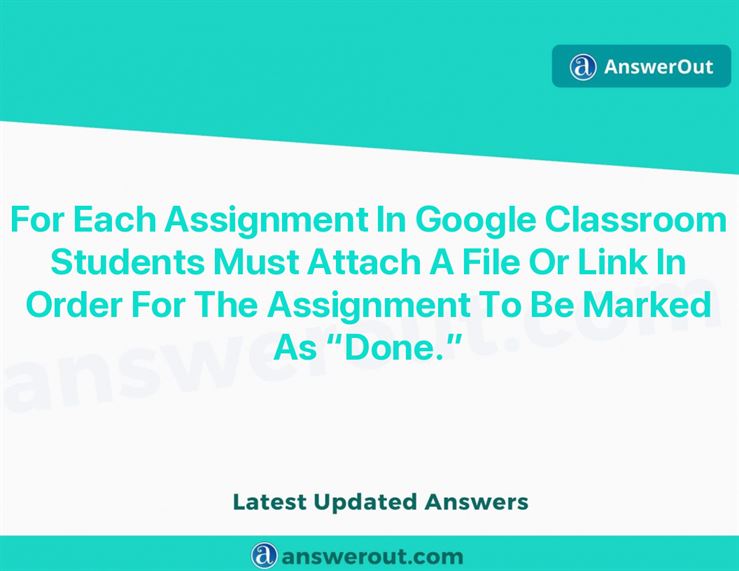 AnswerOut
For Each Assignment In Google Classroom
Students Must Attach A File Or Link In
Order For The Assignment To Be Marked
As “Done.”
answerout.com
Latest Updated Answers
answerout.com